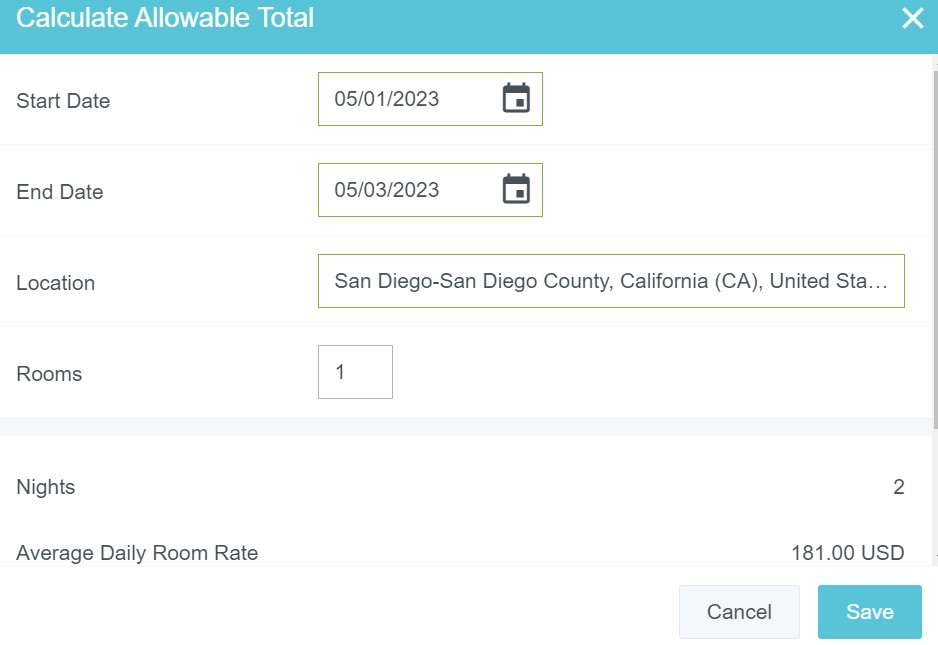 Calculate Allowable Total
Start Date
05/01/2023
End Date
05/03/2023
Location
San Diego-San Diego County, California (CA), United Sta...
Rooms
1
Nights
2
Average Daily Room Rate
181.00 USD
Cancel
Save